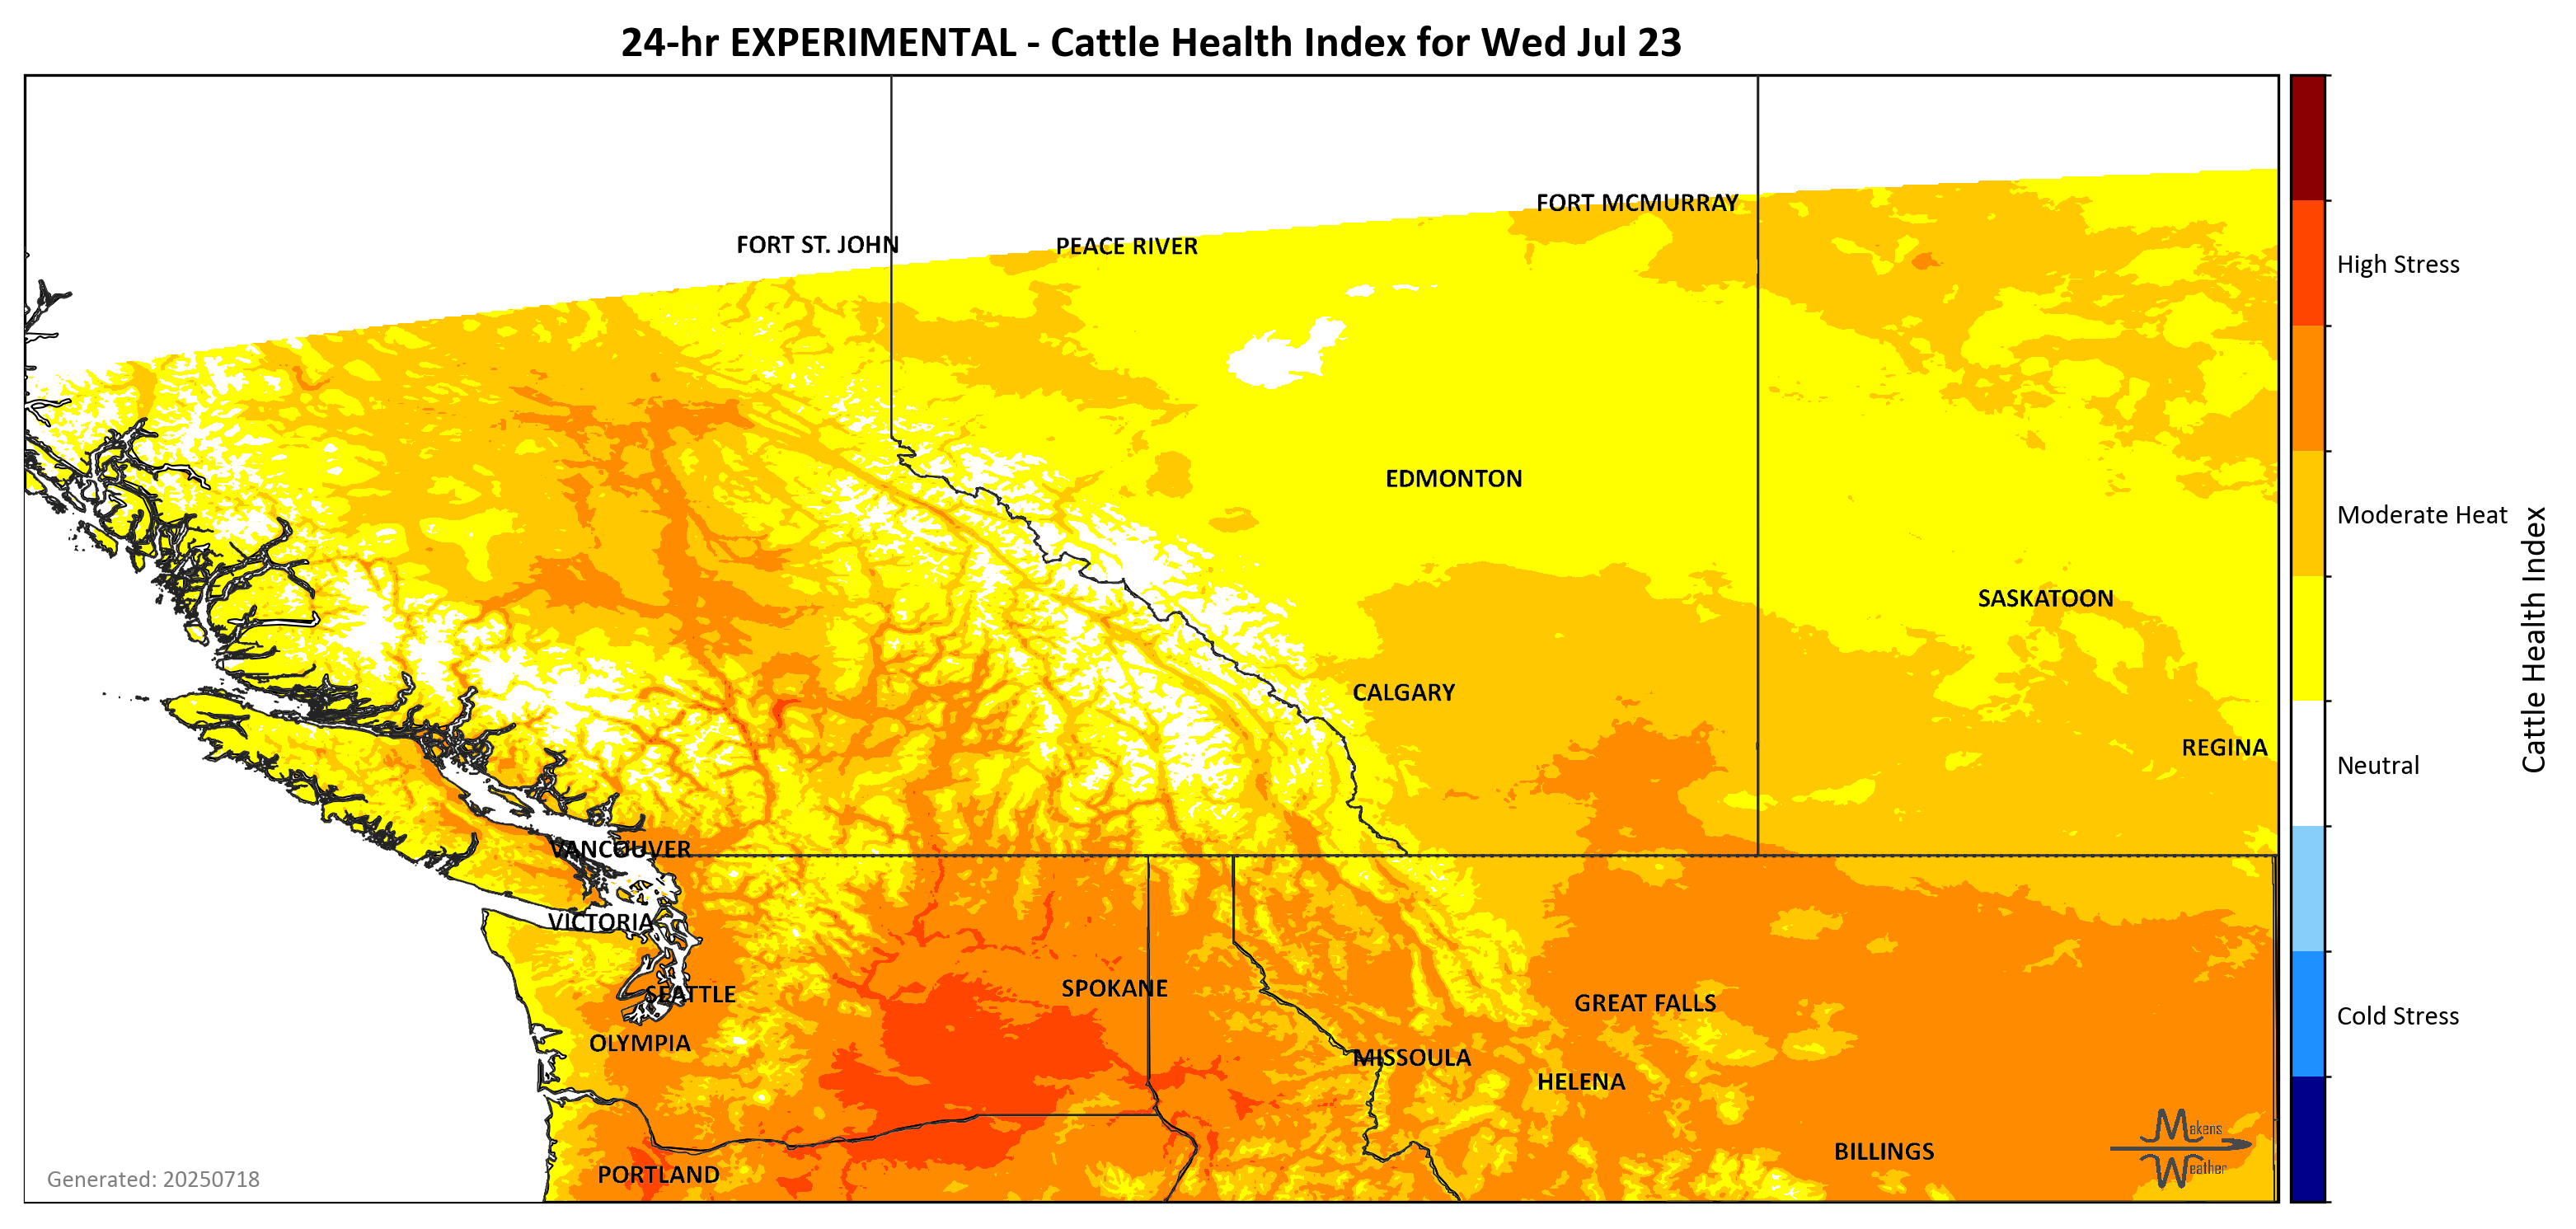 24-hr EXPERIMENTAL - Cattle Health Index for Wed Jul 23
FORT MCMURRAY
FORT ST. JOHN
PEACE RIVER
High Stress
EDMONTON
Moderate Heat
SASKATOON
CALGARY
REGINA
Cattle Health Index
Neutral
VANCOUVER
VICTORIA
SEATTLE
SPOKANE
GREAT FALLS
Cold Stress
OLYMPIA
MISSOULA
HELENA
Makens
Weather
BILLINGS
PORTLAND
Generated: 20250718